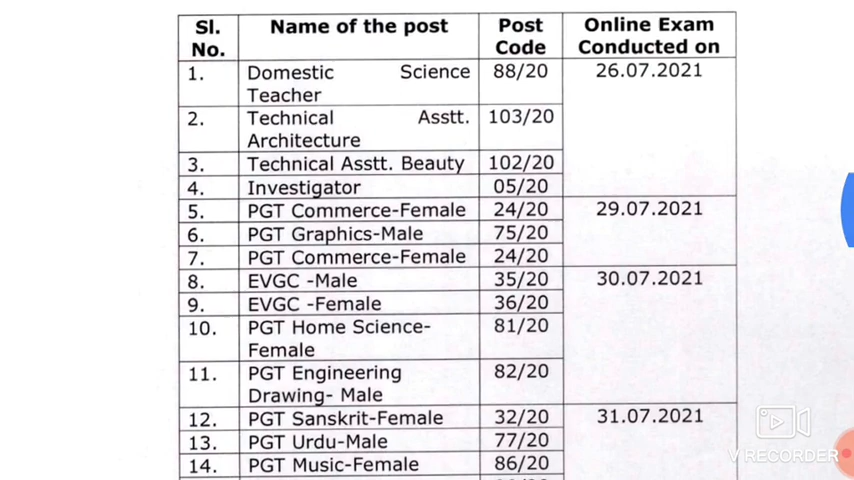 Sl. No. Name of the post Post Code Online Exam Conducted on
1. Domestic Science Teacher 88/20 26.07.2021
2. Technical Asstt. Architecture 103/20
3. Technical Asstt. Beauty 102/20
4. Investigator 05/20
5. PGT Commerce-Female 24/20 29.07.2021
6. PGT Graphics-Male 75/20
7. PGT Commerce-Female 24/20
8. EVGC -Male 35/20 30.07.2021
9. EVGC -Female 36/20
10. PGT Home Science-Female 81/20
11. PGT Engineering Drawing- Male 82/20
12. PGT Sanskrit-Female 32/20 31.07.2021
13. PGT Urdu-Male 77/20
14. PGT Music-Female 86/20
V RECORDER